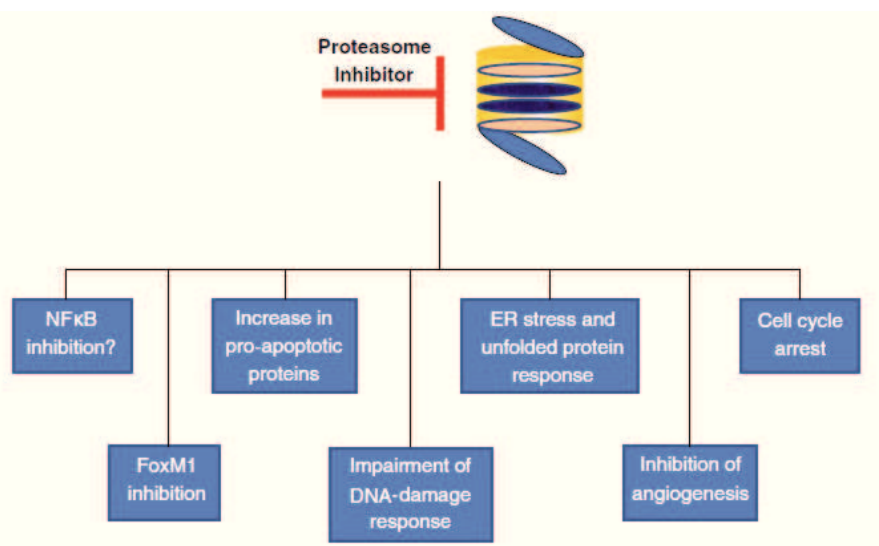 Proteasome
Inhibitor
NFκB
inhibition?
Increase in
pro-apoptotic
proteins
ER stress and
unfolded protein
response
Cell cycle
arrest
FoxM1
inhibition
Impairment of
DNA-damage
response
Inhibition of
angiogenesis